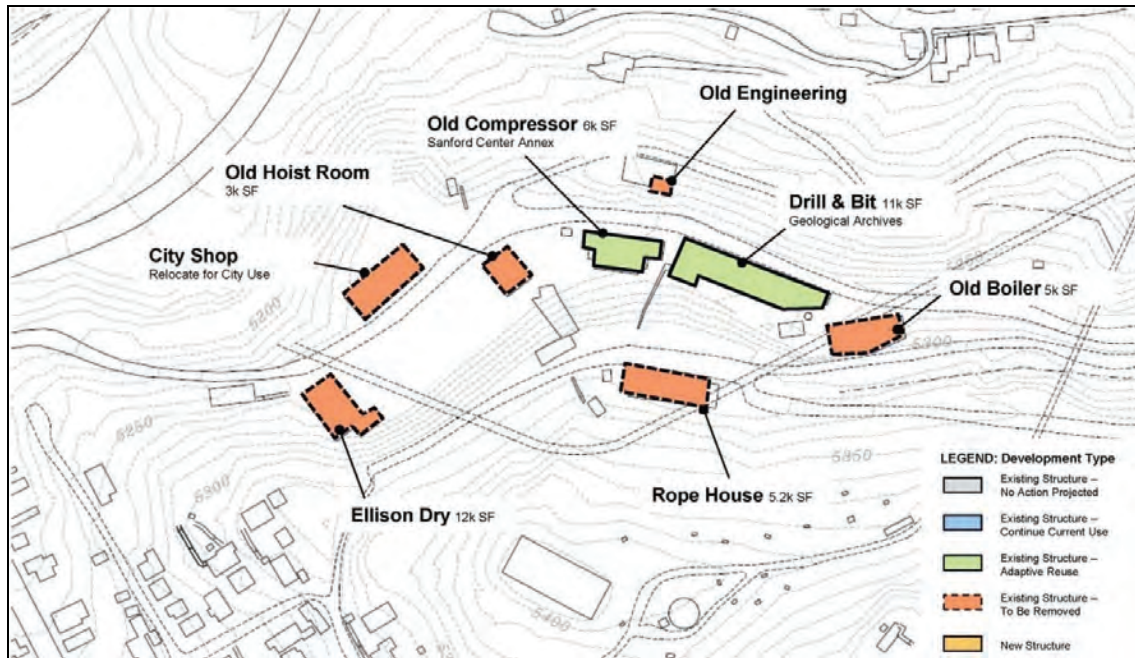 Old Engineering
Old Compressor 6k SF
Sanford Center Annex
Old Hoist Room
3k SF
Drill & Bit 11k SF
Geological Archives
City Shop
Relocate for City Use
Old Boiler 5k SF
5200
5300
5250
5300
5350
Rope House 5.2k SF
Ellison Dry 12k SF
5400
LEGEND: Development Type
Existing Structure –
No Action Projected
Existing Structure –
Continue Current Use
Existing Structure –
Adaptive Reuse
Existing Structure –
To Be Removed
New Structure